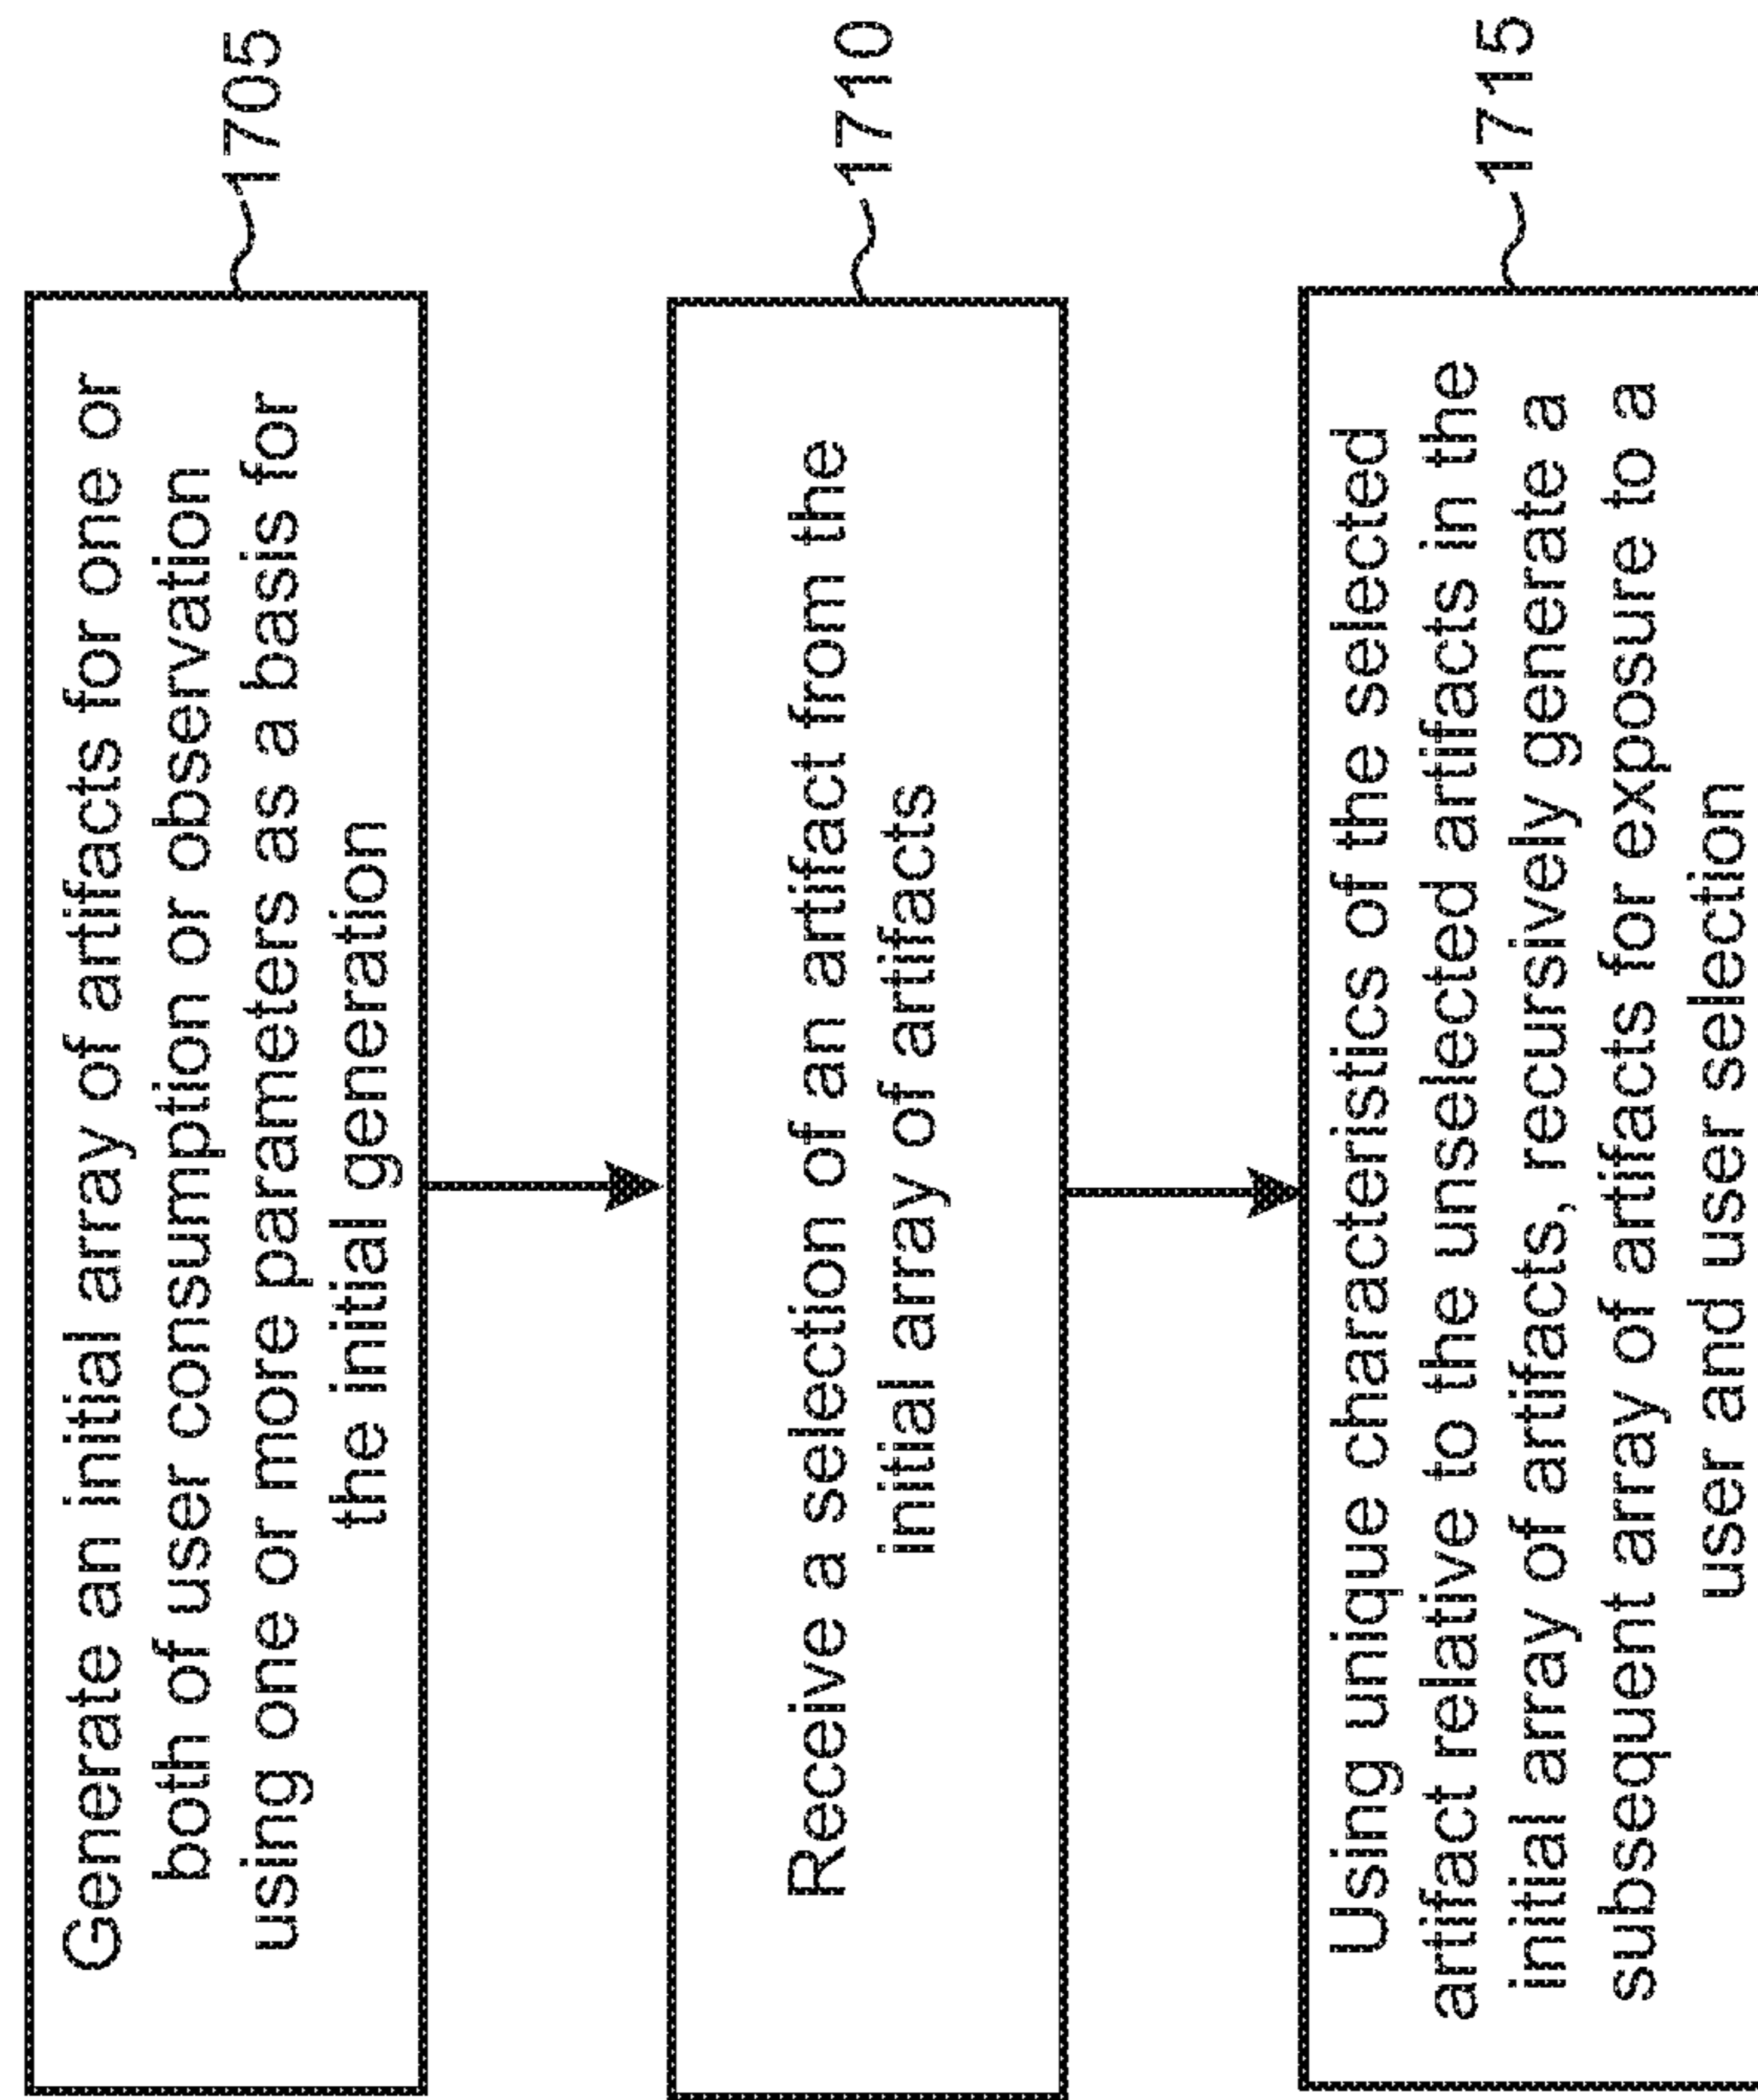 Generate an initial array of artifacts for one or
both of user consumption or observation
using one or more parameters as a basis for
the initial generation
1705
Receive a selection of an artifact from the
initial array of artifacts
1710
Using unique characteristics of the selected
artifact relative to the unselected artifacts in the
initial array of artifacts, recursively generate a
subsequent array of artifacts for exposure to a
user and user selection
1715